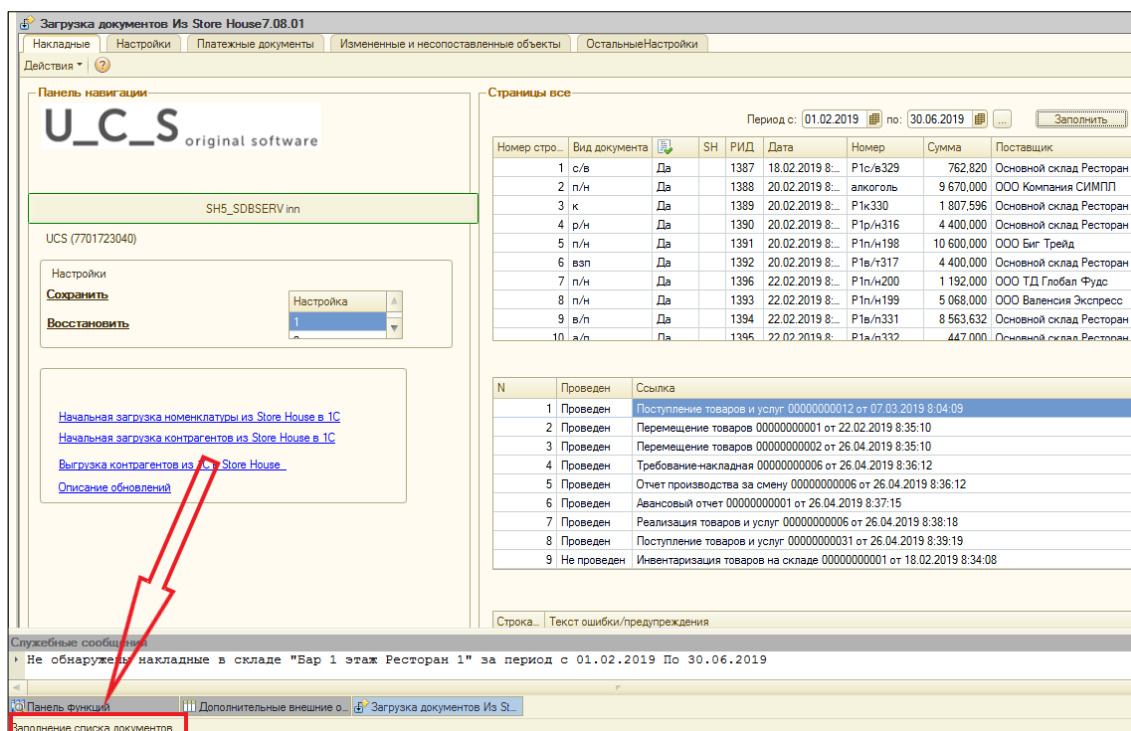 Загрузка документов Из Store House7.08.01
Накладные Настройки Платежные документы Измененные и несопоставленные объекты ОстальныеНастройки
Действия
Панель навигации
U_C_S original software
SH5_SDBSERV inn
UCS (7701723040)
Настройки
Сохранить
Восстановить
Настройка
1
Начальная загрузка номенклатуры из Store House в 1С
Начальная загрузка контрагентов из Store House в 1С
Выгрузка контрагентов из 1С в Store House
Описание обновлений
Страницы все
Период с: 01.02.2019 по: 30.06.2019 ... Заполнить
Номер стро... Вид документа SH РИД Дата Номер Сумма Поставщик
1 с/в Да 1387 18.02.2019 8:... Р1с/в329 762,820 Основной склад Ресторан
2 п/н Да 1388 20.02.2019 8:... алкоголь 9 670,000 ООО Компания СИМПЛ
3 к Да 1389 20.02.2019 8:... Р1к330 1 807,596 Основной склад Ресторан
4 р/н Да 1390 20.02.2019 8:... Р1р/н316 4 400,000 Основной склад Ресторан
5 п/н Да 1391 20.02.2019 8:... Р1п/н198 10 600,000 ООО Биг Трейд
6 взп Да 1392 20.02.2019 8:... Р1в/т317 4 400,000 Основной склад Ресторан
7 п/н Да 1396 22.02.2019 8:... Р1п/н200 1 192,000 ООО ТД Глобал Фудс
8 п/н Да 1393 22.02.2019 8:... Р1п/н199 5 068,000 ООО Валенсия Экспресс
9 в/п Да 1394 22.02.2019 8:... Р1в/п331 8 563,632 Основной склад Ресторан
10 а/п Да 1395 22.02.2019 8: Р1а/п332 447,000 Основной склад Ресторан
N Проведен Ссылка
1 Проведен Поступление товаров и услуг 00000000012 от 07.03.2019 8:04:09
2 Проведен Перемещение товаров 00000000001 от 22.02.2019 8:35:10
3 Проведен Перемещение товаров 00000000002 от 26.04.2019 8:35:10
4 Проведен Требование-накладная 00000000006 от 26.04.2019 8:36:12
5 Проведен Отчет производства за смену 00000000006 от 26.04.2019 8:36:12
6 Проведен Авансовый отчет 00000000001 от 26.04.2019 8:37:15
7 Проведен Реализация товаров и услуг 00000000006 от 26.04.2019 8:38:18
8 Проведен Поступление товаров и услуг 00000000031 от 26.04.2019 8:39:19
9 Не проведен Инвентаризация товаров на складе 00000000001 от 18.02.2019 8:34:08
Строка... Текст ошибки/предупреждения
Служебные сообщения
Не обнаружены накладные в складе "Бар 1 этаж Ресторан 1" за период с 01.02.2019 По 30.06.2019
Панель функций Дополнительные внешние о... Загрузка документов Из St...
Заполнение списка документов